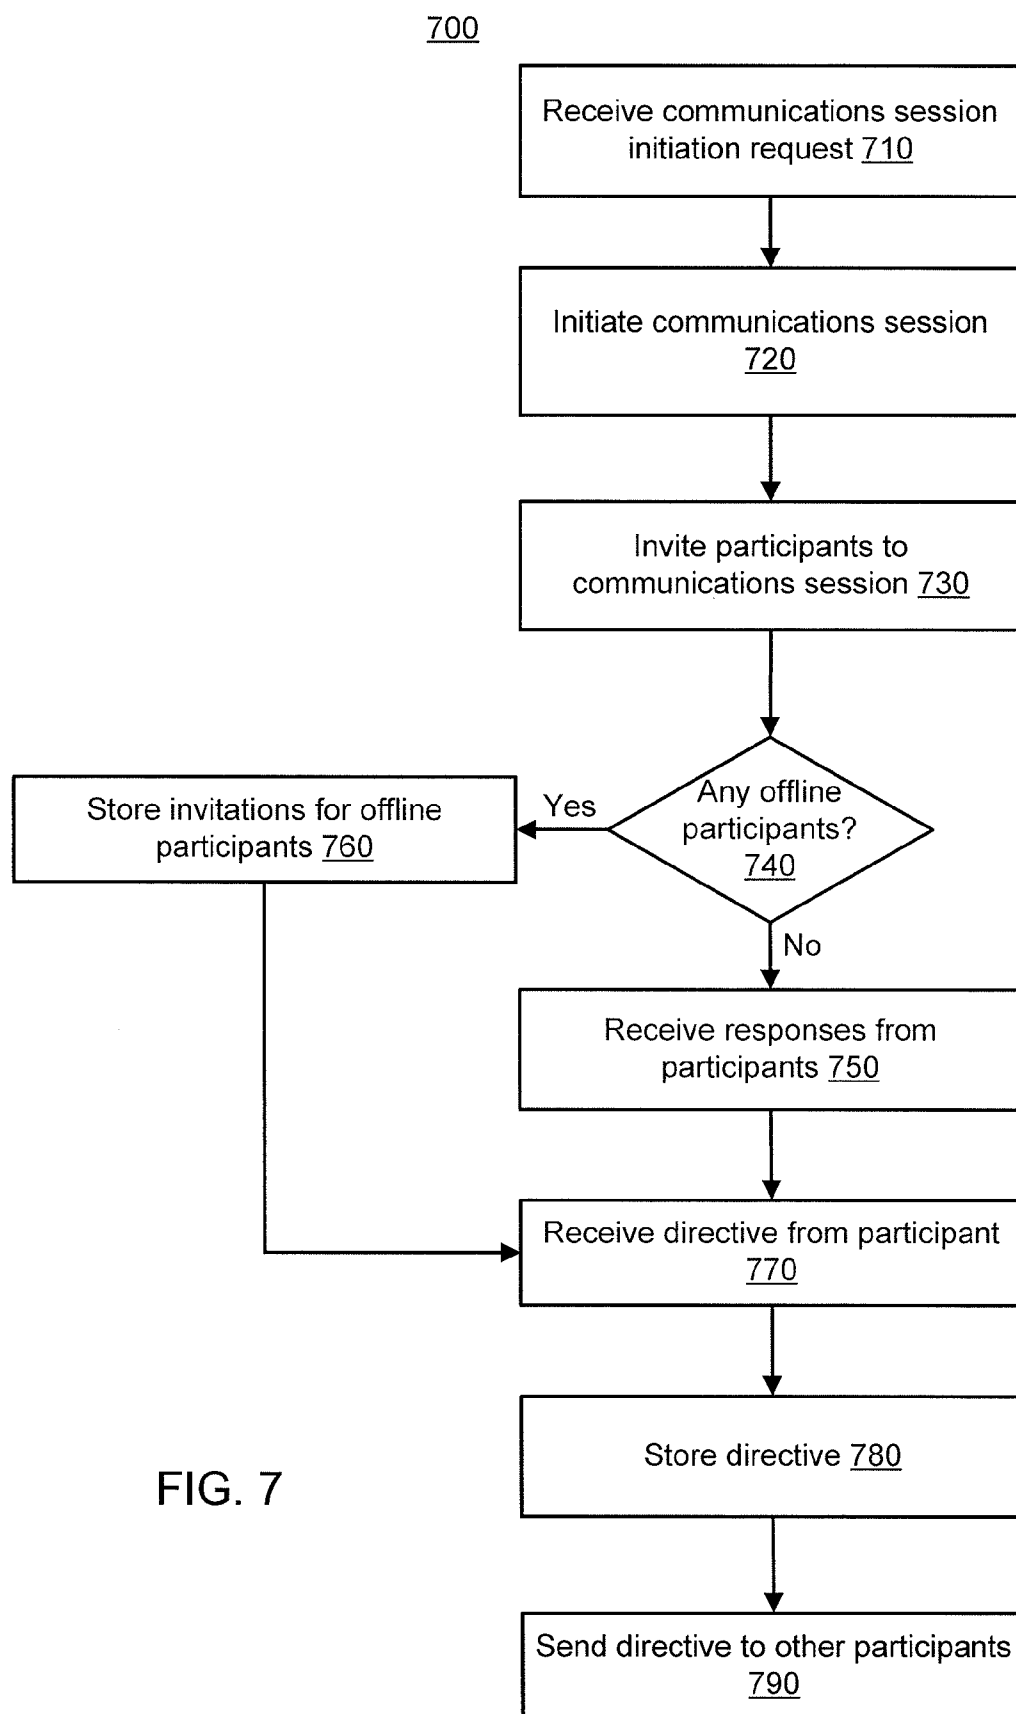 700
Receive communications session
initiation request 710
Initiate communications session
720
Invite participants to
communications session 730
Any offline
participants?
740
Yes
Store invitations for offline
participants 760
No
Receive responses from
participants 750
Receive directive from participant
770
Store directive 780
FIG. 7
Send directive to other participants
790